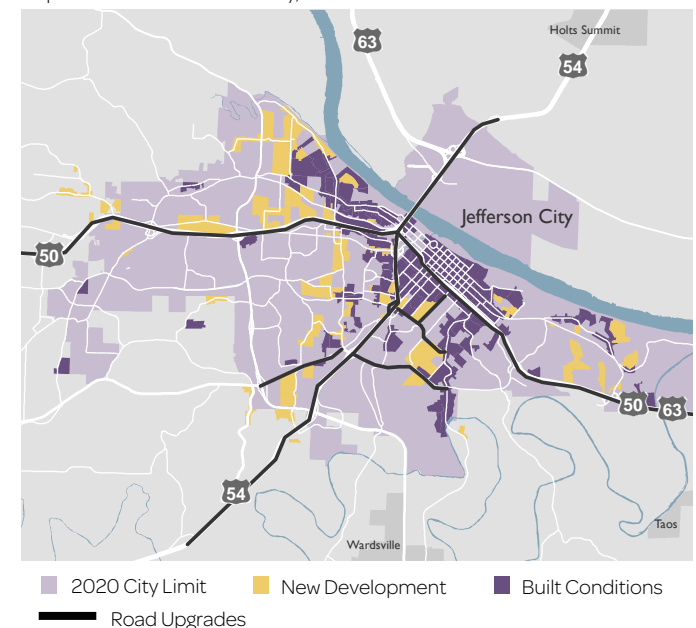 63
Holts Summit
54
Jefferson City
50
50 63
54
Taos
Wardsville
2020 City Limit New Development Built Conditions
Road Upgrades